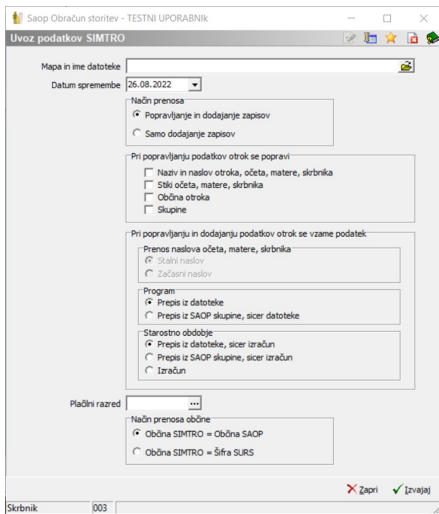 Saop Obračun storitev - TESTNI UPORABNIk
Uvoz podatkov SIMTRO
Mapa in ime datoteke
Datum spremembe 26.08.2022
Način prenosa
Popravljanje in dodajanje zapisov
Samo dodajanje zapisov
Pri popravljanju podatkov otrok se popravi
Naziv in naslov otroka, očeta, matere, skrbnika
Stiki očeta, matere, skrbnika
Občina otroka
Skupine
Pri popravljanju in dodajanju podatkov otrok se vzame podatek
Prenos naslova očeta, matere, skrbnika
Stalni naslov
Začasni naslov
Program
Prepis iz datoteke
Prepis iz SAOP skupine, sicer datoteke
Starostno obdobje
Prepis iz datoteke, sicer izračun
Prepis iz SAOP skupine, sicer izračun
Izračun
Plačilni razred ...
Način prenosa občine
Občina SIMTRO = Občina SAOP
Občina SIMTRO = Šifra SURS
Zapri Izvajaj
Skrbnik 003